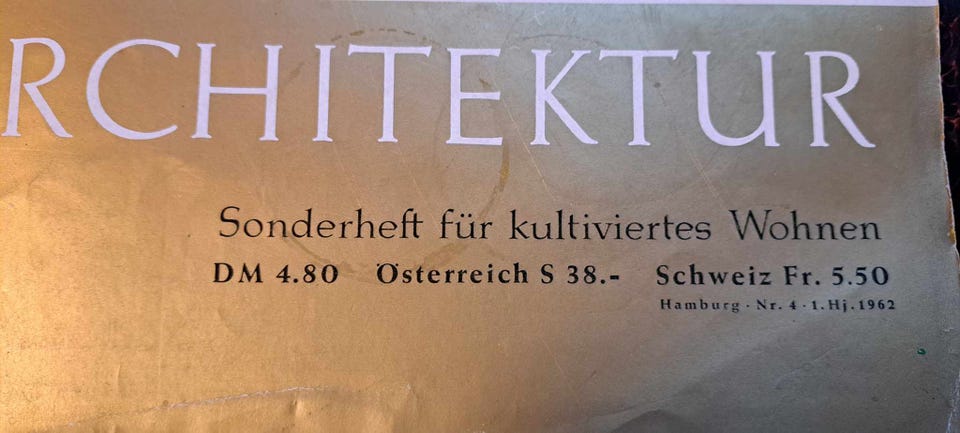 RCHITEKTUR
Sonderheft für kultiviertes Wohnen
DM 4.80 Österreich S 38.- Schweiz Fr. 5.50
Hamburg · Nr. 4 · 1. Hj. 1962